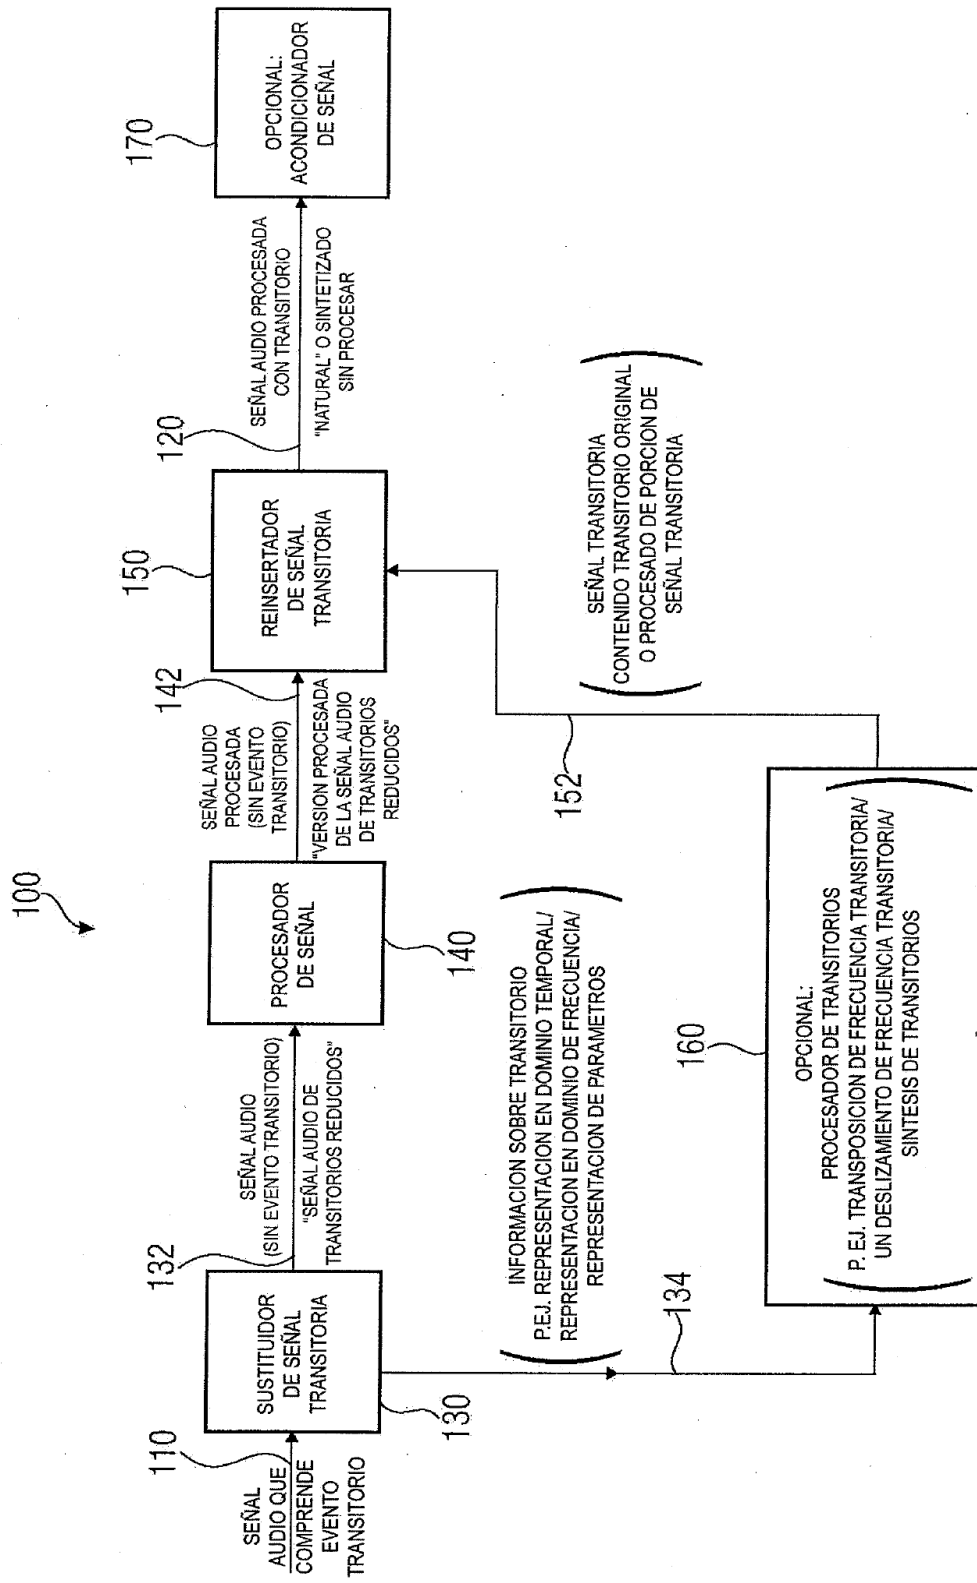 100
SEÑAL
AUDIO QUE
COMPRENDE
EVENTO
TRANSITORIO
110
SUSTITUIDOR
DE SEÑAL
TRANSITORIA
130
132
SEÑAL AUDIO
(SIN EVENTO TRANSITORIO)
"SEÑAL AUDIO DE
TRANSITORIOS REDUCIDOS"
PROCESADOR
DE SEÑAL
140
SEÑAL AUDIO
PROCESADA
(SIN EVENTO
TRANSITORIO)
142
"VERSION PROCESADA
DE LA SEÑAL AUDIO
DE TRANSITORIOS
REDUCIDOS"
150
REINSERTADOR
DE SEÑAL
TRANSITORIA
120
SEÑAL AUDIO PROCESADA
CON TRANSITORIO
"NATURAL" O SINTETIZADO
SIN PROCESAR
170
OPCIONAL:
ACONDICIONADOR
DE SEÑAL
INFORMACION SOBRE TRANSITORIO
P.EJ. REPRESENTACION EN DOMINIO TEMPORAL/
REPRESENTACION EN DOMINIO DE FRECUENCIA/
REPRESENTACION DE PARAMETROS
134
160
OPCIONAL:
PROCESADOR DE TRANSITORIOS
P. EJ. TRANSPOSICION DE FRECUENCIA TRANSITORIA/
UN DESLIZAMIENTO DE FRECUENCIA TRANSITORIA/
SINTESIS DE TRANSITORIOS
152
SEÑAL TRANSITORIA
CONTENIDO TRANSITORIO ORIGINAL
O PROCESADO DE PORCION DE
SEÑAL TRANSITORIA